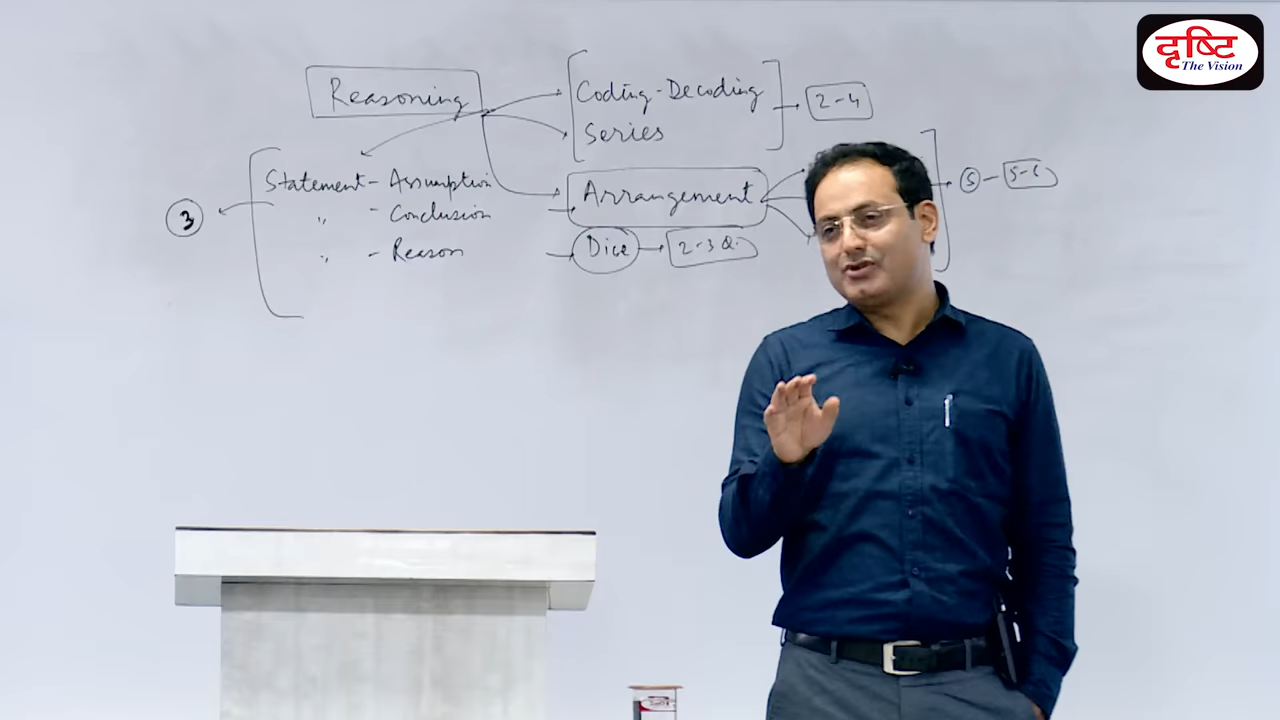 दृष्टि
The Vision
Reasoning
Coding - Decoding
Series
2-4
Statement - Assumption
" - Conclusion
" - Reason
3
Arrangement
5 - 5-6
Dice
2-3 Q.